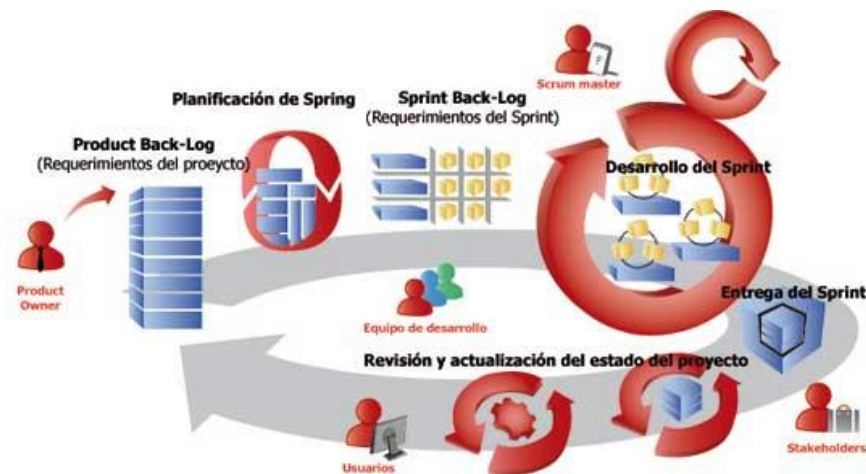 Scrum master
Planificación de Spring
Sprint Back-Log
(Requerimientos del Sprint)
Product Back-Log
(Requerimientos del proeycto)
Desarrollo del Sprint
Product
Owner
Entrega del Sprint
Equipo de desarrollo
Revisión y actualización del estado del proyecto
Usuarios
Stakeholders